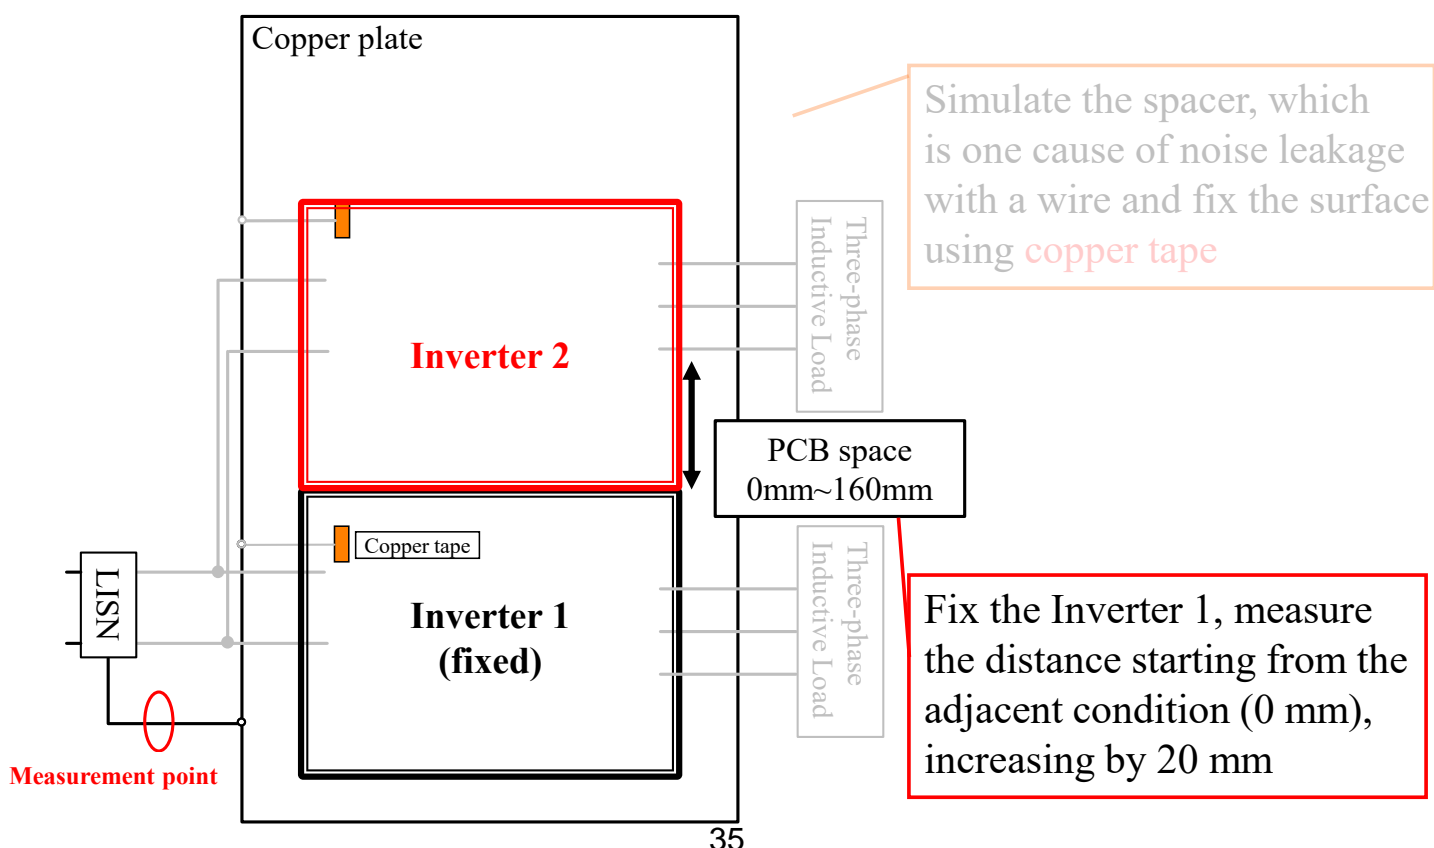 Copper plate
Simulate the spacer, which
is one cause of noise leakage
with a wire and fix the surface
using copper tape
Three-phase
Inductive Load
Inverter 2
PCB space
0mm~160mm
Copper tape
LISN
Inverter 1
(fixed)
Three-phase
Inductive Load
Fix the Inverter 1, measure
the distance starting from the
adjacent condition (0 mm),
increasing by 20 mm
Measurement point
35